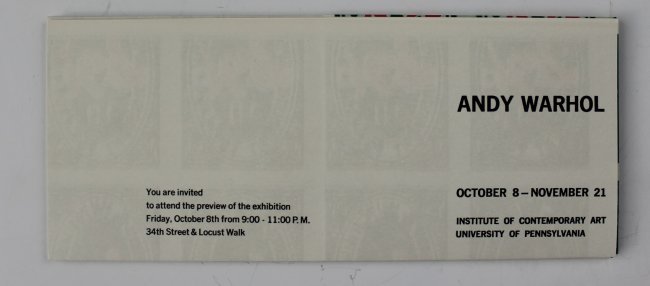 ANDY WARHOL
You are invited
to attend the preview of the exhibition
Friday, October 8th from 9:00 - 11:00 P. M.
34th Street & Locust Walk
OCTOBER 8 — NOVEMBER 21
INSTITUTE OF CONTEMPORARY ART
UNIVERSITY OF PENNSYLVANIA